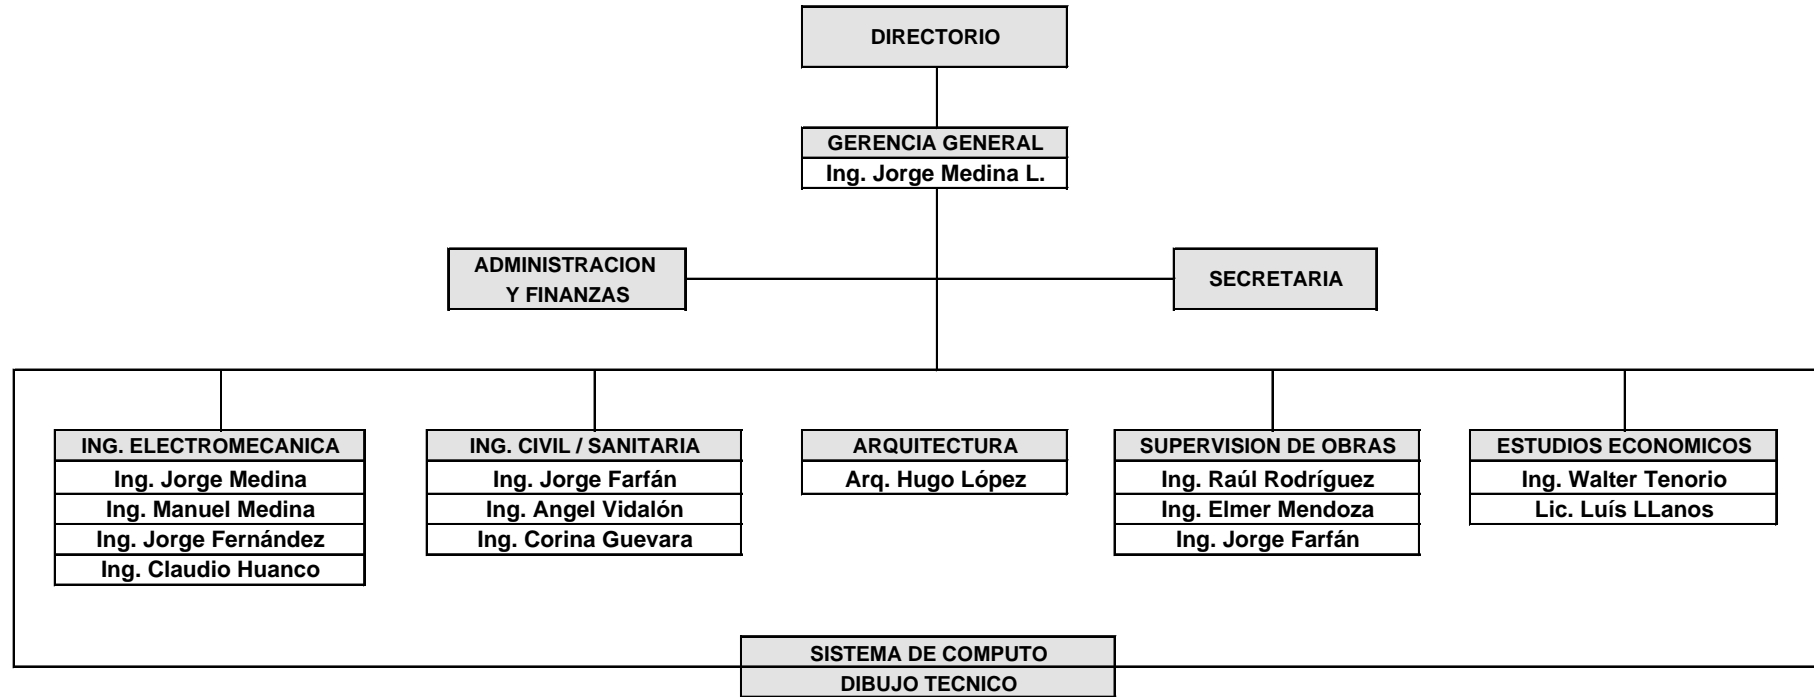 DIRECTORIO
GERENCIA GENERAL
Ing. Jorge Medina L.
ADMINISTRACION
Y FINANZAS
SECRETARIA
ING. ELECTROMECANICA
Ing. Jorge Medina
Ing. Manuel Medina
Ing. Jorge Fernández
Ing. Claudio Huanco
ING. CIVIL / SANITARIA
Ing. Jorge Farfán
Ing. Angel Vidalón
Ing. Corina Guevara
ARQUITECTURA
Arq. Hugo López
SUPERVISION DE OBRAS
Ing. Raúl Rodríguez
Ing. Elmer Mendoza
Ing. Jorge Farfán
ESTUDIOS ECONOMICOS
Ing. Walter Tenorio
Lic. Luís LLanos
SISTEMA DE COMPUTO
DIBUJO TECNICO